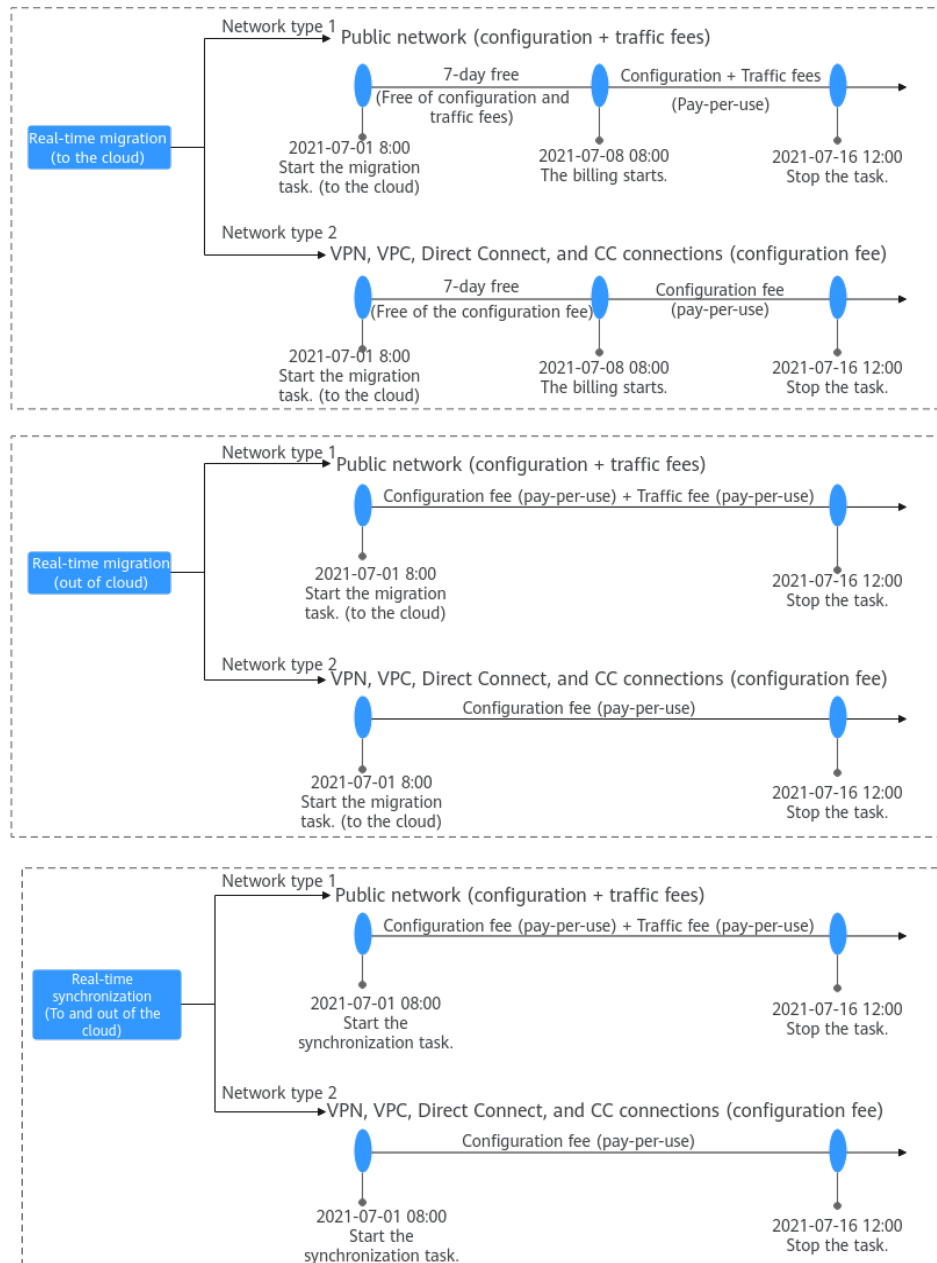 Network type 1
Public network (configuration + traffic fees)
7-day free
(Free of configuration and
traffic fees)
Configuration + Traffic fees
(Pay-per-use)
Real-time migration
(to the cloud)
2021-07-01 8:00
Start the migration
task. (to the cloud)
2021-07-08 08:00
The billing starts.
2021-07-16 12:00
Stop the task.
Network type 2
VPN, VPC, Direct Connect, and CC connections (configuration fee)
7-day free
(Free of the configuration fee)
Configuration fee
(pay-per-use)
2021-07-01 8:00
Start the migration
task. (to the cloud)
2021-07-08 08:00
The billing starts.
2021-07-16 12:00
Stop the task.
Network type 1
Public network (configuration + traffic fees)
Configuration fee (pay-per-use) + Traffic fee (pay-per-use)
Real-time migration
(out of cloud)
2021-07-01 8:00
Start the migration
task. (to the cloud)
2021-07-16 12:00
Stop the task.
Network type 2
VPN, VPC, Direct Connect, and CC connections (configuration fee)
Configuration fee (pay-per-use)
2021-07-01 8:00
Start the migration
task. (to the cloud)
2021-07-16 12:00
Stop the task.
Network type 1
Public network (configuration + traffic fees)
Configuration fee (pay-per-use) + Traffic fee (pay-per-use)
Real-time
synchronization
(To and out of the
cloud)
2021-07-01 08:00
Start the
synchronization task.
2021-07-16 12:00
Stop the task.
Network type 2
VPN, VPC, Direct Connect, and CC connections (configuration fee)
Configuration fee (pay-per-use)
2021-07-01 08:00
Start the
synchronization task.
2021-07-16 12:00
Stop the task.